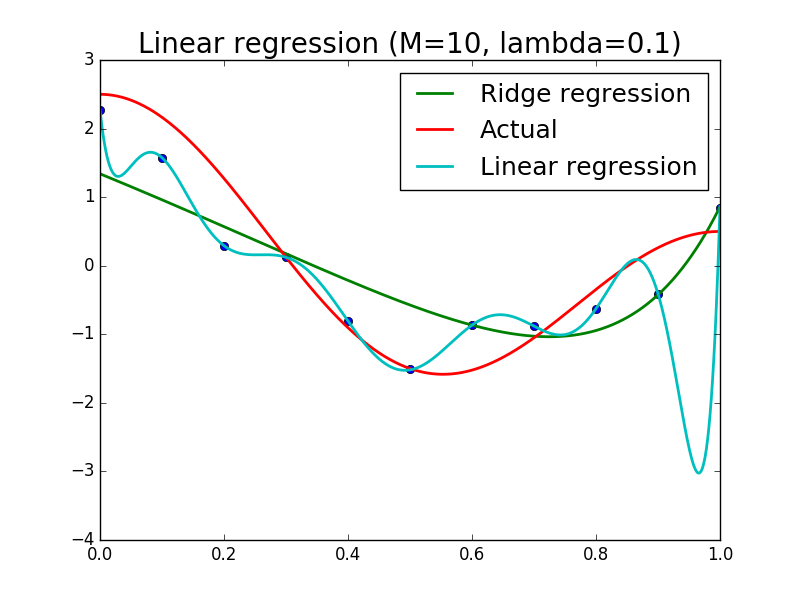 Linear regression (M=10, lambda=0.1)
3
2
1
0
−1
−2
−3
−4
Ridge regression
Actual
Linear regression
0.0 0.2 0.4 0.6 0.8 1.0